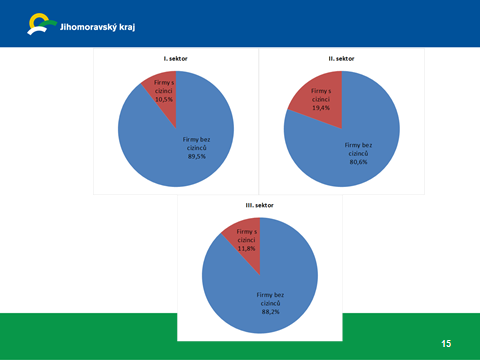 Jihomoravský kraj
I. sektor
Firmy s
cizinci
10,5%
Firmy bez
cizinců
89,5%
II. sektor
Firmy s
cizinci
19,4%
Firmy bez
cizinců
80,6%
III. sektor
Firmy s
cizinci
11,8%
Firmy bez
cizinců
88,2%
15